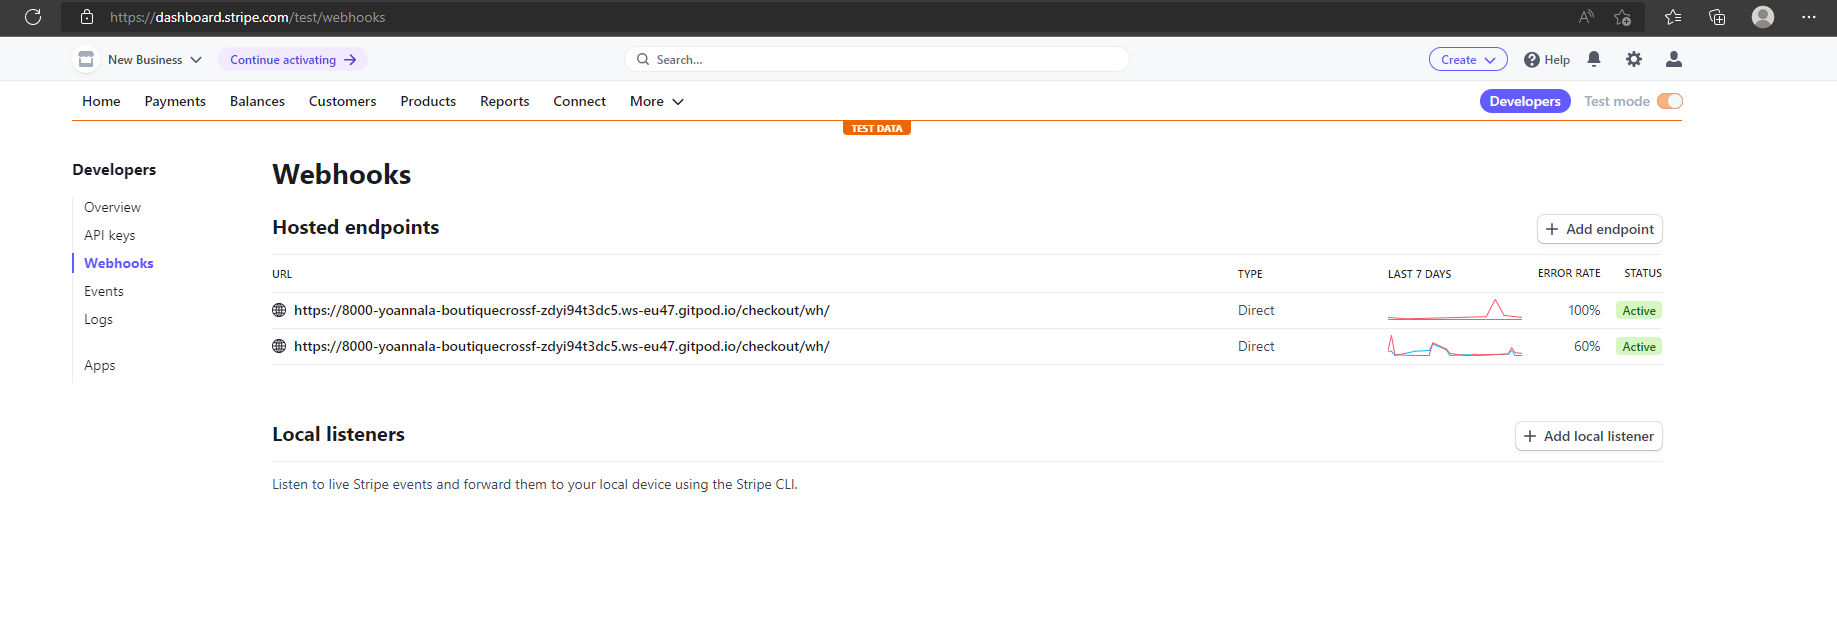 https://dashboard.stripe.com/test/webhooks
New Business Continue activating → Search... Create Help
Home Payments Balances Customers Products Reports Connect More Developers Test mode
TEST DATA
Developers
Overview
API keys
Webhooks
Events
Logs
Apps
Webhooks
Hosted endpoints + Add endpoint
URL TYPE LAST 7 DAYS ERROR RATE STATUS
https://8000-yoannala-boutiquecrossf-zdyi94t3dc5.ws-eu47.gitpod.io/checkout/wh/ Direct 100% Active
https://8000-yoannala-boutiquecrossf-zdyi94t3dc5.ws-eu47.gitpod.io/checkout/wh/ Direct 60% Active
Local listeners + Add local listener
Listen to live Stripe events and forward them to your local device using the Stripe CLI.